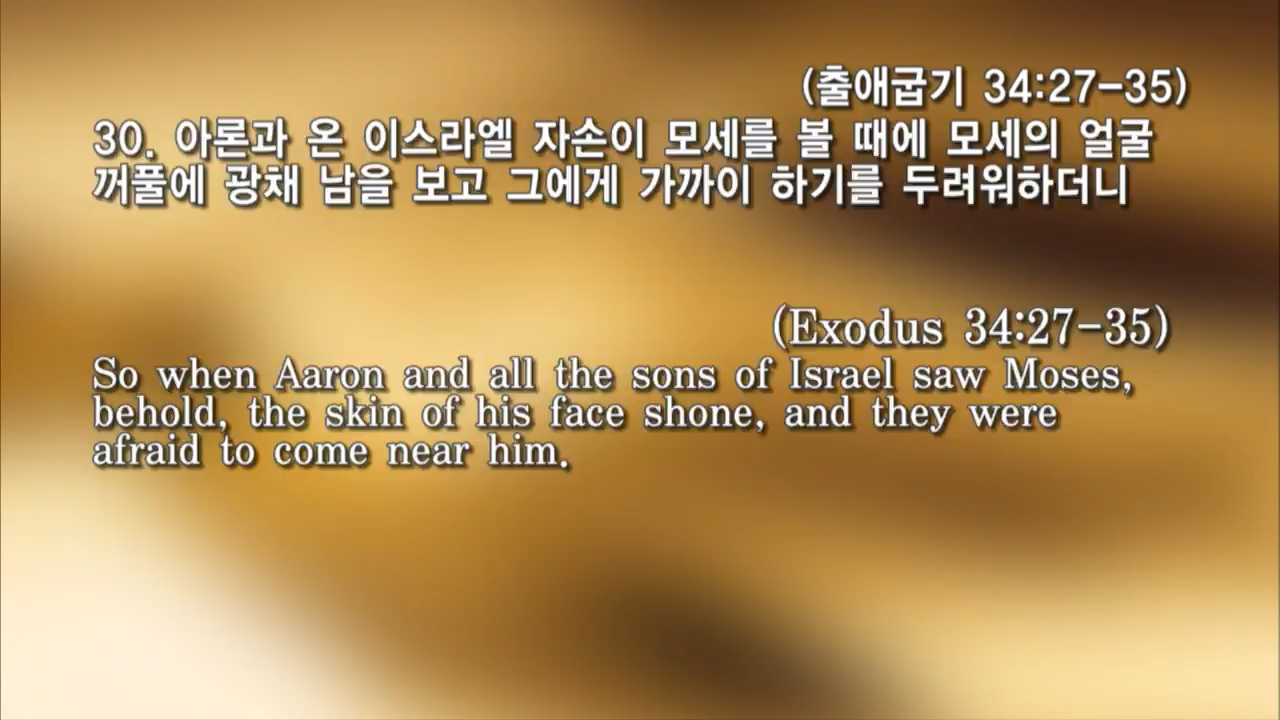 (출애굽기 34:27-35)
30. 아론과 온 이스라엘 자손이 모세를 볼 때에 모세의 얼굴
꺼풀에 광채 남을 보고 그에게 가까이 하기를 두려워하더니
(Exodus 34:27-35)
So when Aaron and all the sons of Israel saw Moses,
behold, the skin of his face shone, and they were
afraid to come near him.